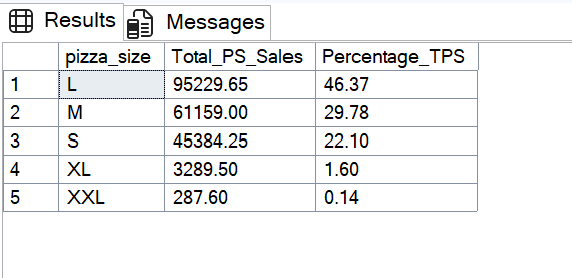 Results Messages
pizza_size Total_PS_Sales Percentage_TPS
1 L 95229.65 46.37
2 M 61159.00 29.78
3 S 45384.25 22.10
4 XL 3289.50 1.60
5 XXL 287.60 0.14